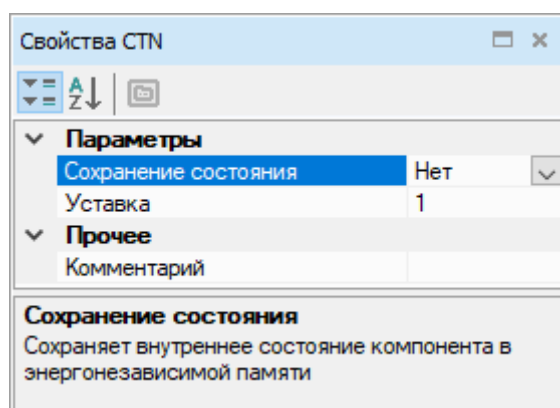 Свойства CTN
Параметры
Сохранение состояния Нет
Уставка 1
Прочее
Комментарий
Сохранение состояния
Сохраняет внутреннее состояние компонента в
энергонезависимой памяти